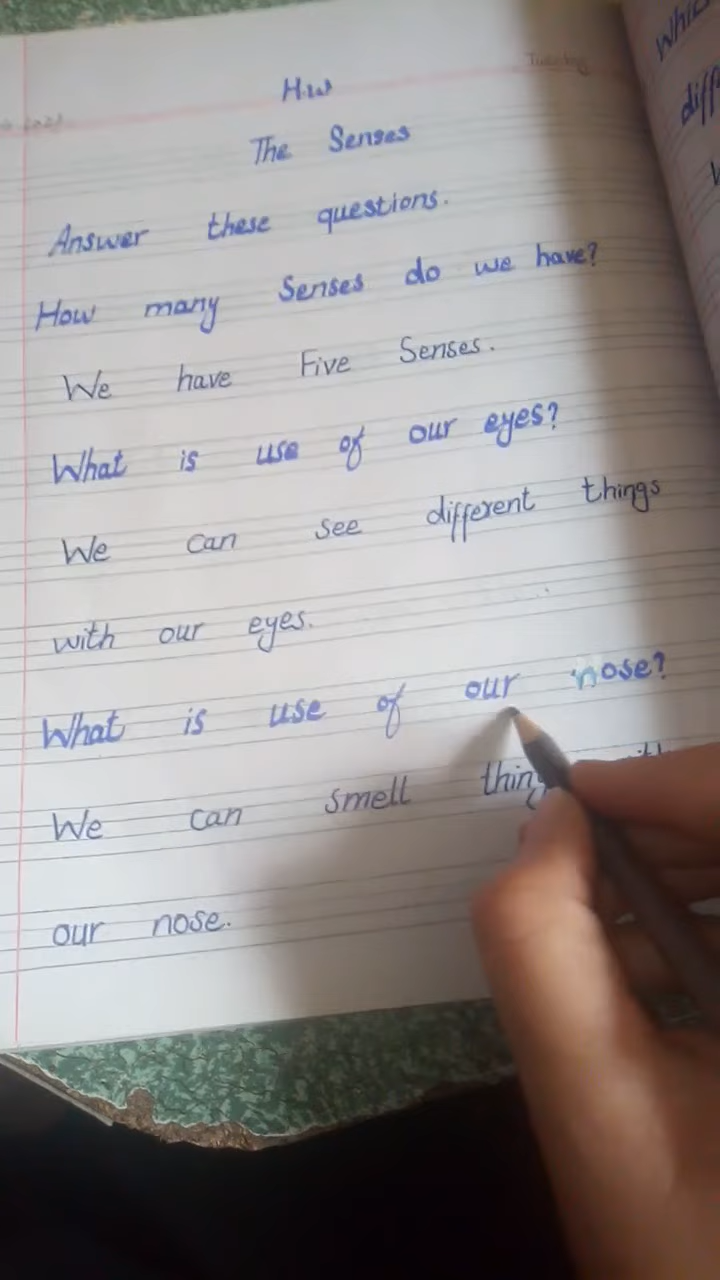 Tuesday
H.W
The Senses
Answer these questions.
How many Senses do we have?
We have Five Senses.
What is use of our eyes?
We can see different things
with our eyes.
What is use of our nose?
We can smell
our nose.